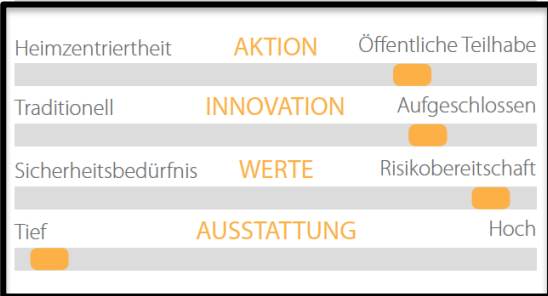 Heimzentriertheit AKTION Öffentliche Teilhabe
Traditionell INNOVATION Aufgeschlossen
Sicherheitsbedürfnis WERTE Risikobereitschaft
Tief AUSSTATTUNG Hoch